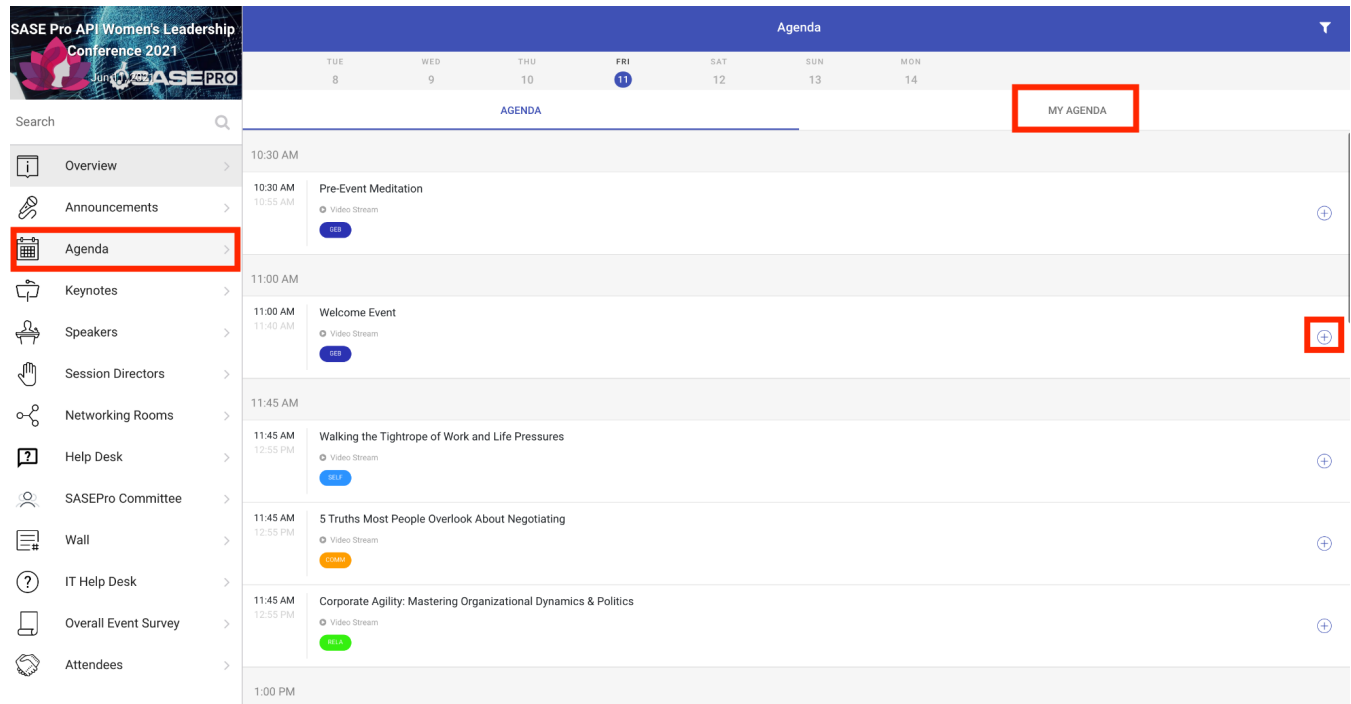 SASE Pro API Women's Leadership
Conference 2021
Jun 11, 2021
SASEPRO
Search
Overview
Announcements
Agenda
Keynotes
Speakers
Session Directors
Networking Rooms
Help Desk
SASEPro Committee
Wall
IT Help Desk
Overall Event Survey
Attendees
Agenda
TUE WED THU FRI SAT SUN MON
8 9 10 11 12 13 14
AGENDA MY AGENDA
10:30 AM
10:30 AM Pre-Event Meditation
10:55 AM Video Stream
GEB
11:00 AM
11:00 AM Welcome Event
11:40 AM Video Stream
GEB
11:45 AM
11:45 AM Walking the Tightrope of Work and Life Pressures
12:55 PM Video Stream
SELF
11:45 AM 5 Truths Most People Overlook About Negotiating
12:55 PM Video Stream
COMM
11:45 AM Corporate Agility: Mastering Organizational Dynamics & Politics
12:55 PM Video Stream
RELA
1:00 PM